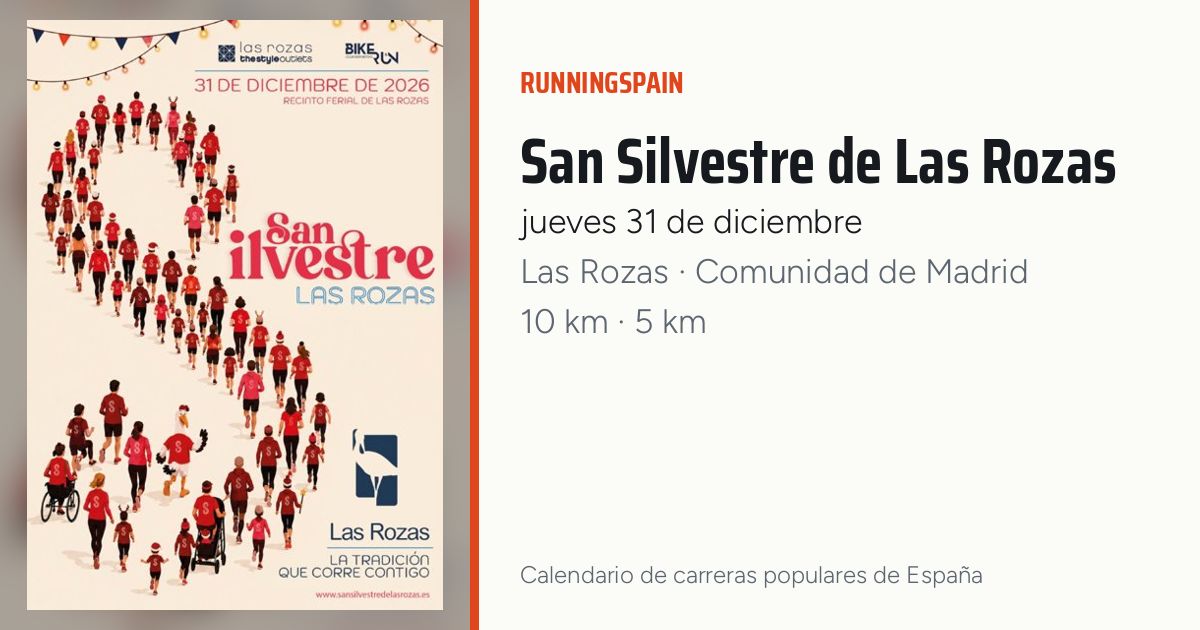 las rozas
thestyleoutlets
BIKE
RUN
31 DE DICIEMBRE DE 2026
RECINTO FERIAL DE LAS ROZAS
San
ilvestre
LAS ROZAS
Las Rozas
LA TRADICIÓN
QUE CORRE CONTIGO
www.sansilvestredelasrozas.es
RUNNINGSPAIN
San Silvestre de Las Rozas
jueves 31 de diciembre
Las Rozas · Comunidad de Madrid
10 km · 5 km
Calendario de carreras populares de España